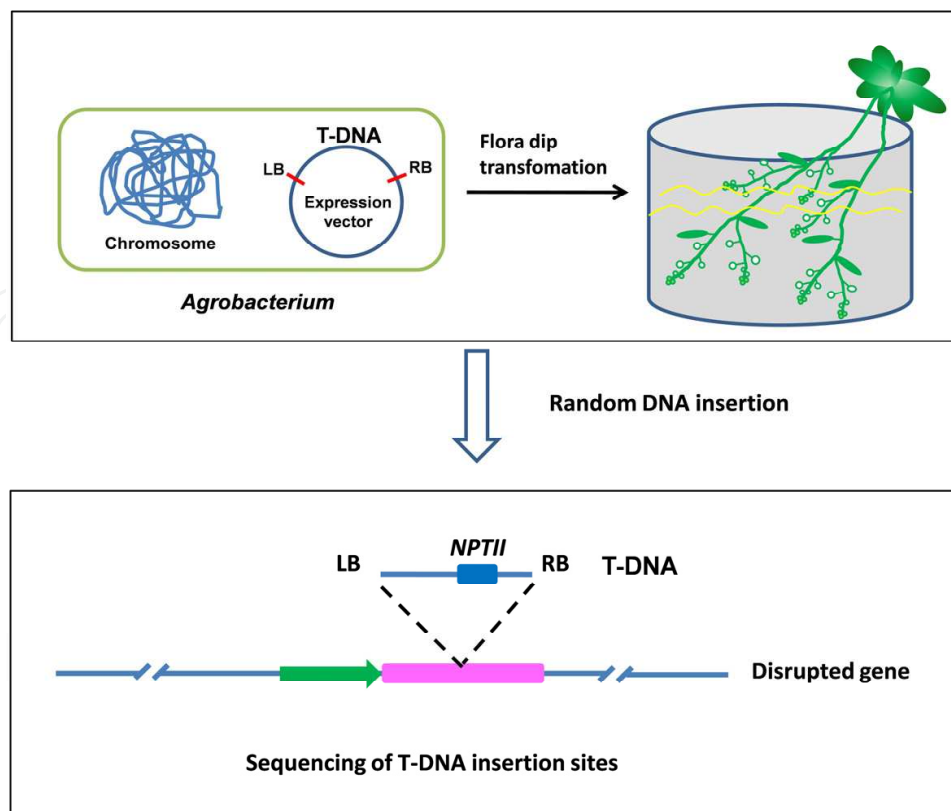 T-DNA
LB
RB
Expression
vector
Chromosome
Agrobacterium
Flora dip
transfomation
Random DNA insertion
NPTII
LB
RB
T-DNA
Disrupted gene
Sequencing of T-DNA insertion sites